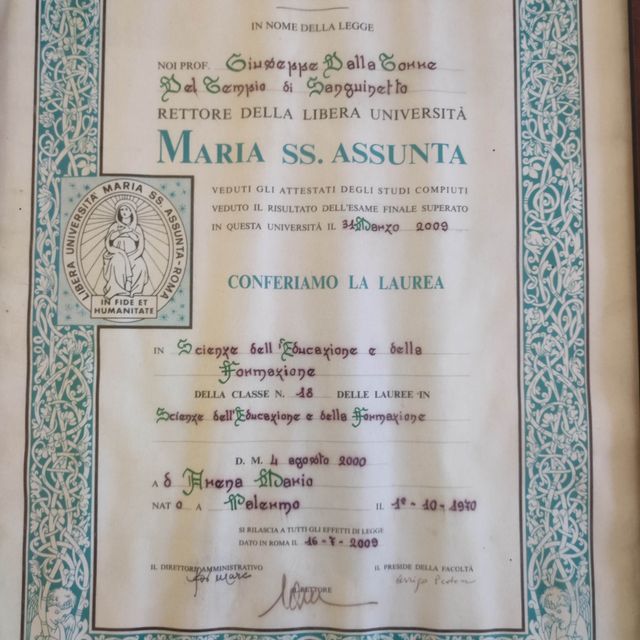 IN NOME DELLA LEGGE
NOI PROF. Giuseppe Dalla Torre
Del Tempio di Sanguinetto
RETTORE DELLA LIBERA UNIVERSITÀ
MARIA SS. ASSUNTA
LIBERA UNIVERSITÀ MARIA SS. ASSUNTA·ROMA
IN FIDE ET
HUMANITATE
VEDUTI GLI ATTESTATI DEGLI STUDI COMPIUTI
VEDUTO IL RISULTATO DELL'ESAME FINALE SUPERATO
IN QUESTA UNIVERSITÀ IL 31 Marzo 2009
CONFERIAMO LA LAUREA
IN Scienze dell'Educazione e della
Formazione
DELLA CLASSE N. -18 DELLE LAUREE IN
Scienze dell'Educazione e della Formazione
D. M. 4 agosto 2000
A d Arena Mario
NAT o A Palermo IL 1°-10-1970
SI RILASCIA A TUTTI GLI EFFETTI DI LEGGE
DATO IN ROMA IL 16-7-2009
IL DIRETTORE AMMINISTRATIVO IL PRESIDE DELLA FACOLTÀ
IL RETTORE